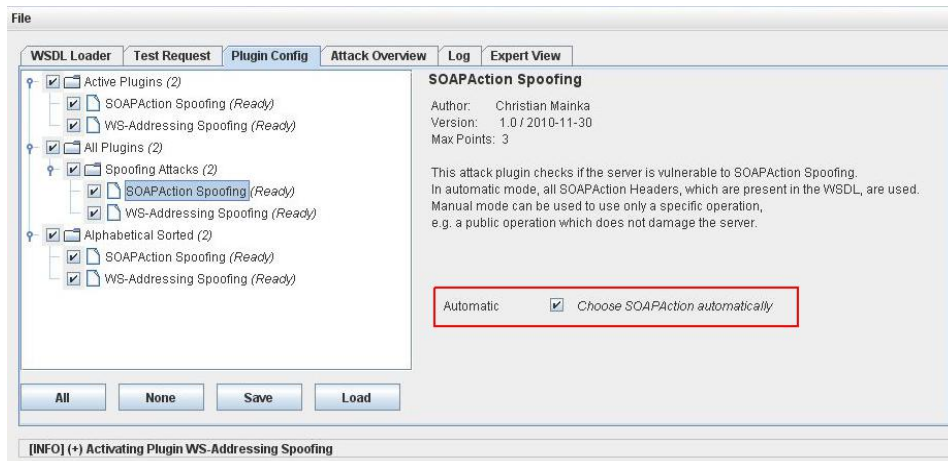 File
WSDL Loader Test Request Plugin Config Attack Overview Log Expert View
Active Plugins (2)
SOAPAction Spoofing (Ready)
WS-Addressing Spoofing (Ready)
All Plugins (2)
Spoofing Attacks (2)
SOAPAction Spoofing (Ready)
WS-Addressing Spoofing (Ready)
Alphabetical Sorted (2)
SOAPAction Spoofing (Ready)
WS-Addressing Spoofing (Ready)
All None Save Load
SOAPAction Spoofing
Author: Christian Mainka
Version: 1.0 / 2010-11-30
Max Points: 3
This attack plugin checks if the server is vulnerable to SOAPAction Spoofing.
In automatic mode, all SOAPAction Headers, which are present in the WSDL, are used.
Manual mode can be used to use only a specific operation,
e.g. a public operation which does not damage the server.
Automatic Choose SOAPAction automatically
[INFO] (+) Activating Plugin WS-Addressing Spoofing